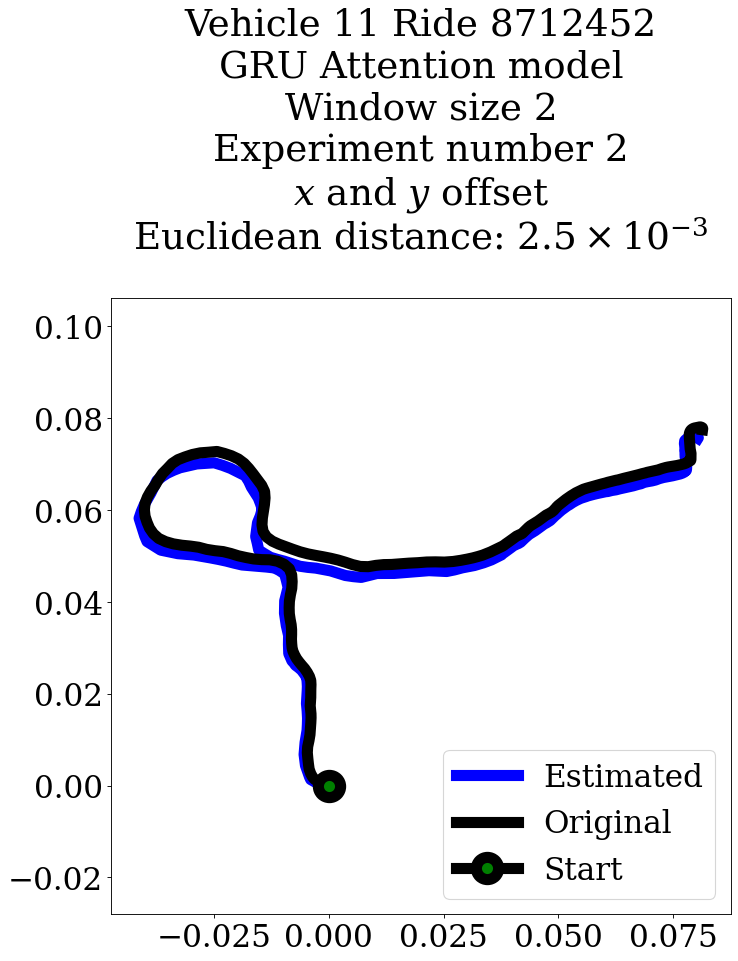 Vehicle 11 Ride 8712452
GRU Attention model
Window size 2
Experiment number 2
x and y offset
Euclidean distance: 2.5 × 10⁻³
0.10
0.08
0.06
0.04
0.02
0.00
−0.02
Estimated
Original
Start
−0.025 0.000 0.025 0.050 0.075